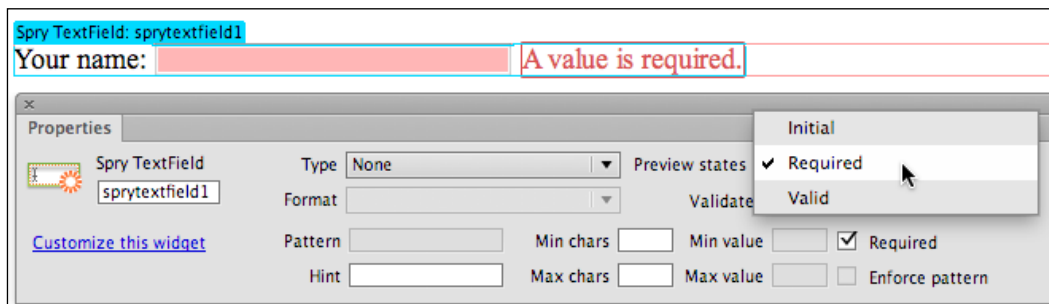 Spry TextField: sprytextfield1
Your name: A value is required.
Properties
Initial
Spry TextField Type None Preview states Required
sprytextfield1 Format Validate Valid
Customize this widget Pattern Min chars Min value Required
Hint Max chars Max value Enforce pattern